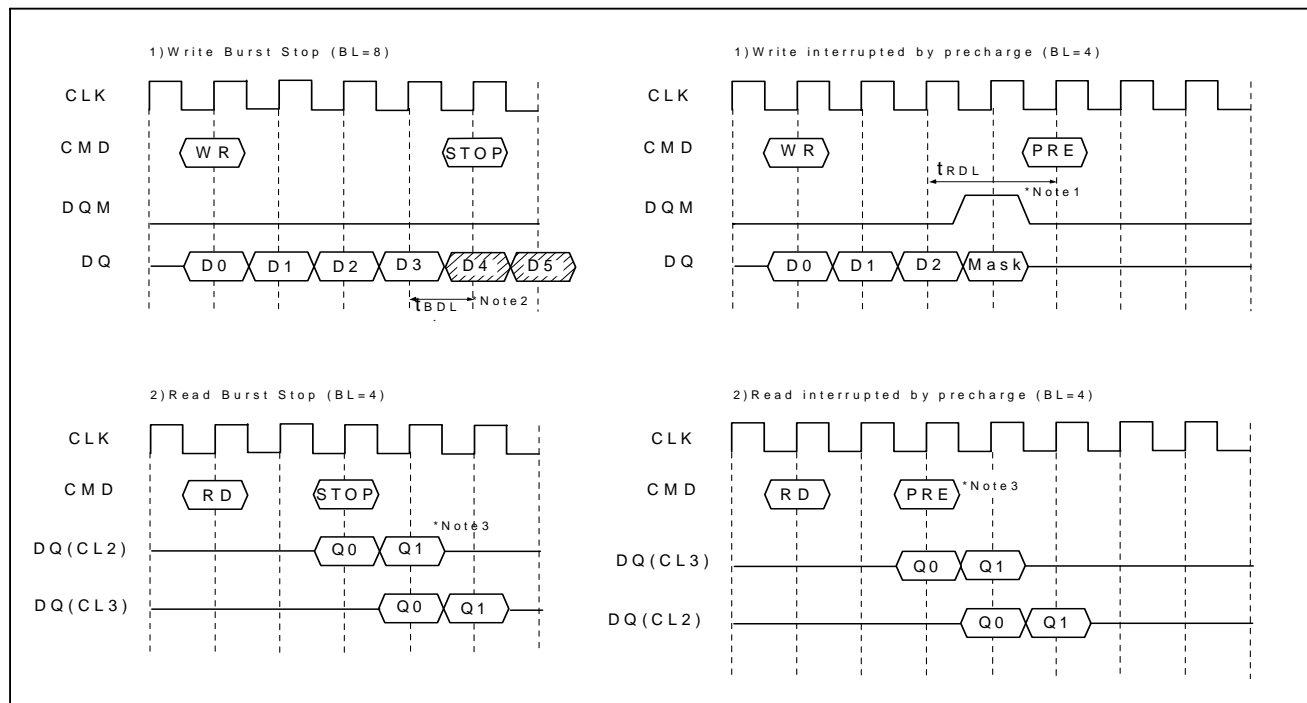 1)Write Burst Stop (BL=8)
CLK
CMD
WR
STOP
DQM
DQ
D0
D1
D2
D3
D4
D5
tBDL
*Note2
1)Write interrupted by precharge (BL=4)
CLK
CMD
WR
PRE
tRDL
*Note1
DQM
DQ
D0
D1
D2
Mask
2)Read Burst Stop (BL=4)
CLK
CMD
RD
STOP
*Note3
DQ(CL2)
Q0
Q1
DQ(CL3)
Q0
Q1
2)Read interrupted by precharge (BL=4)
CLK
CMD
RD
PRE
*Note3
DQ(CL3)
Q0
Q1
DQ(CL2)
Q0
Q1